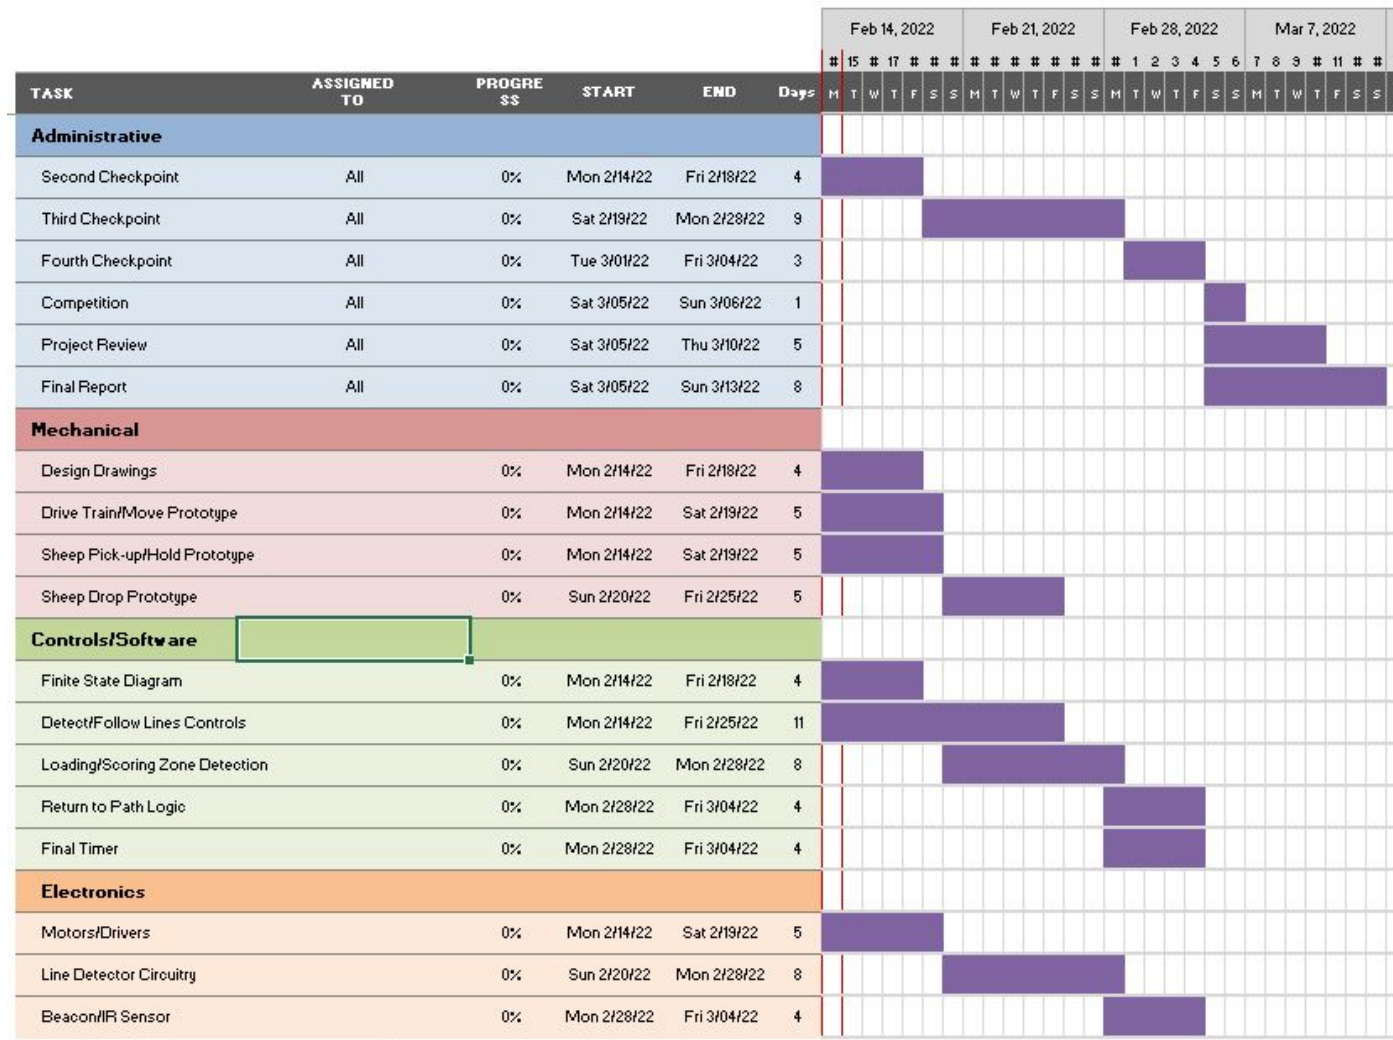 Feb 14, 2022 Feb 21, 2022 Feb 28, 2022 Mar 7, 2022
# 15 # 17 # # # # # # # # # # # 1 2 3 4 5 6 7 8 9 # 11 # #
TASK ASSIGNED TO PROGRESS START END Days M T W T F S S M T W T F S S M T W T F S S M T W T F S S
Administrative
Second Checkpoint All 0% Mon 2/14/22 Fri 2/18/22 4
Third Checkpoint All 0% Sat 2/19/22 Mon 2/28/22 9
Fourth Checkpoint All 0% Tue 3/01/22 Fri 3/04/22 3
Competition All 0% Sat 3/05/22 Sun 3/06/22 1
Project Review All 0% Sat 3/05/22 Thu 3/10/22 5
Final Report All 0% Sat 3/05/22 Sun 3/13/22 8
Mechanical
Design Drawings 0% Mon 2/14/22 Fri 2/18/22 4
Drive Train/Move Prototype 0% Mon 2/14/22 Sat 2/19/22 5
Sheep Pick-up/Hold Prototype 0% Mon 2/14/22 Sat 2/19/22 5
Sheep Drop Prototype 0% Sun 2/20/22 Fri 2/25/22 5
Controls/Software
Finite State Diagram 0% Mon 2/14/22 Fri 2/18/22 4
Detect/Follow Lines Controls 0% Mon 2/14/22 Fri 2/25/22 11
Loading/Scoring Zone Detection 0% Sun 2/20/22 Mon 2/28/22 8
Return to Path Logic 0% Mon 2/28/22 Fri 3/04/22 4
Final Timer 0% Mon 2/28/22 Fri 3/04/22 4
Electronics
Motors/Drivers 0% Mon 2/14/22 Sat 2/19/22 5
Line Detector Circuitry 0% Sun 2/20/22 Mon 2/28/22 8
Beacon/IR Sensor 0% Mon 2/28/22 Fri 3/04/22 4